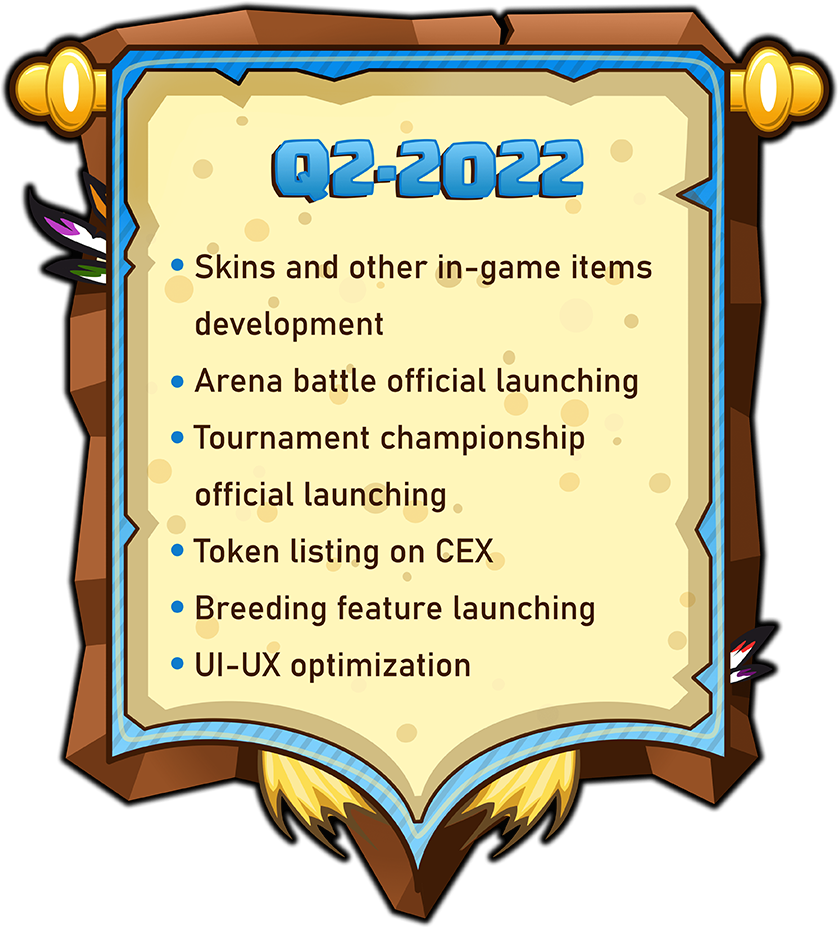 Q2-2022
• Skins and other in-game items
development
• Arena battle official launching
• Tournament championship
official launching
• Token listing on CEX
• Breeding feature launching
• UI-UX optimization